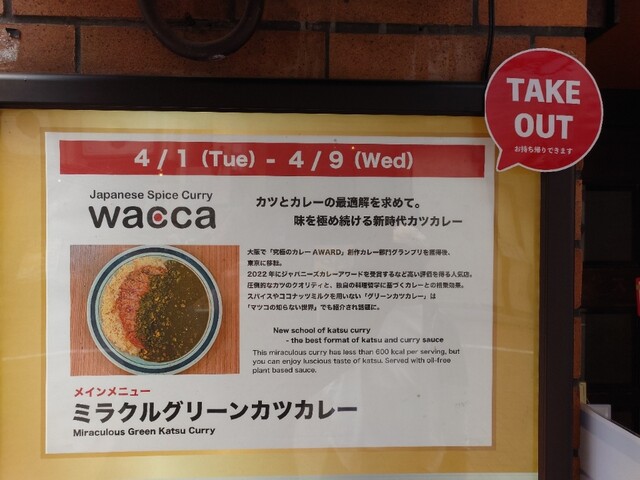 TAKE
OUT
お持ち帰りできます
4 / 1 (Tue) - 4 / 9 (Wed)
Japanese Spice Curry
wacca
カツとカレーの最適解を求めて。
味を極め続ける新時代カツカレー
大阪で「究極のカレー AWARD」創作カレー部門グランプリを獲得後、
東京に移転。
2022年にジャパニーズカレーアワードを受賞するなど高い評価を得る人気店。
圧倒的なカツのクオリティと、独自の料理哲学に基づくカレーとの相乗効果。
スパイスやココナッツミルクを用いない「グリーンカツカレー」は
「マツコの知らない世界」でも紹介され話題に。
New school of katsu curry
- the best format of katsu and curry sauce
This miraculous curry has less than 600 kcal per serving, but
you can enjoy luscious taste of katsu. Served with oil-free
plant based sauce.
メインメニュー
ミラクルグリーンカツカレー
Miraculous Green Katsu Curry